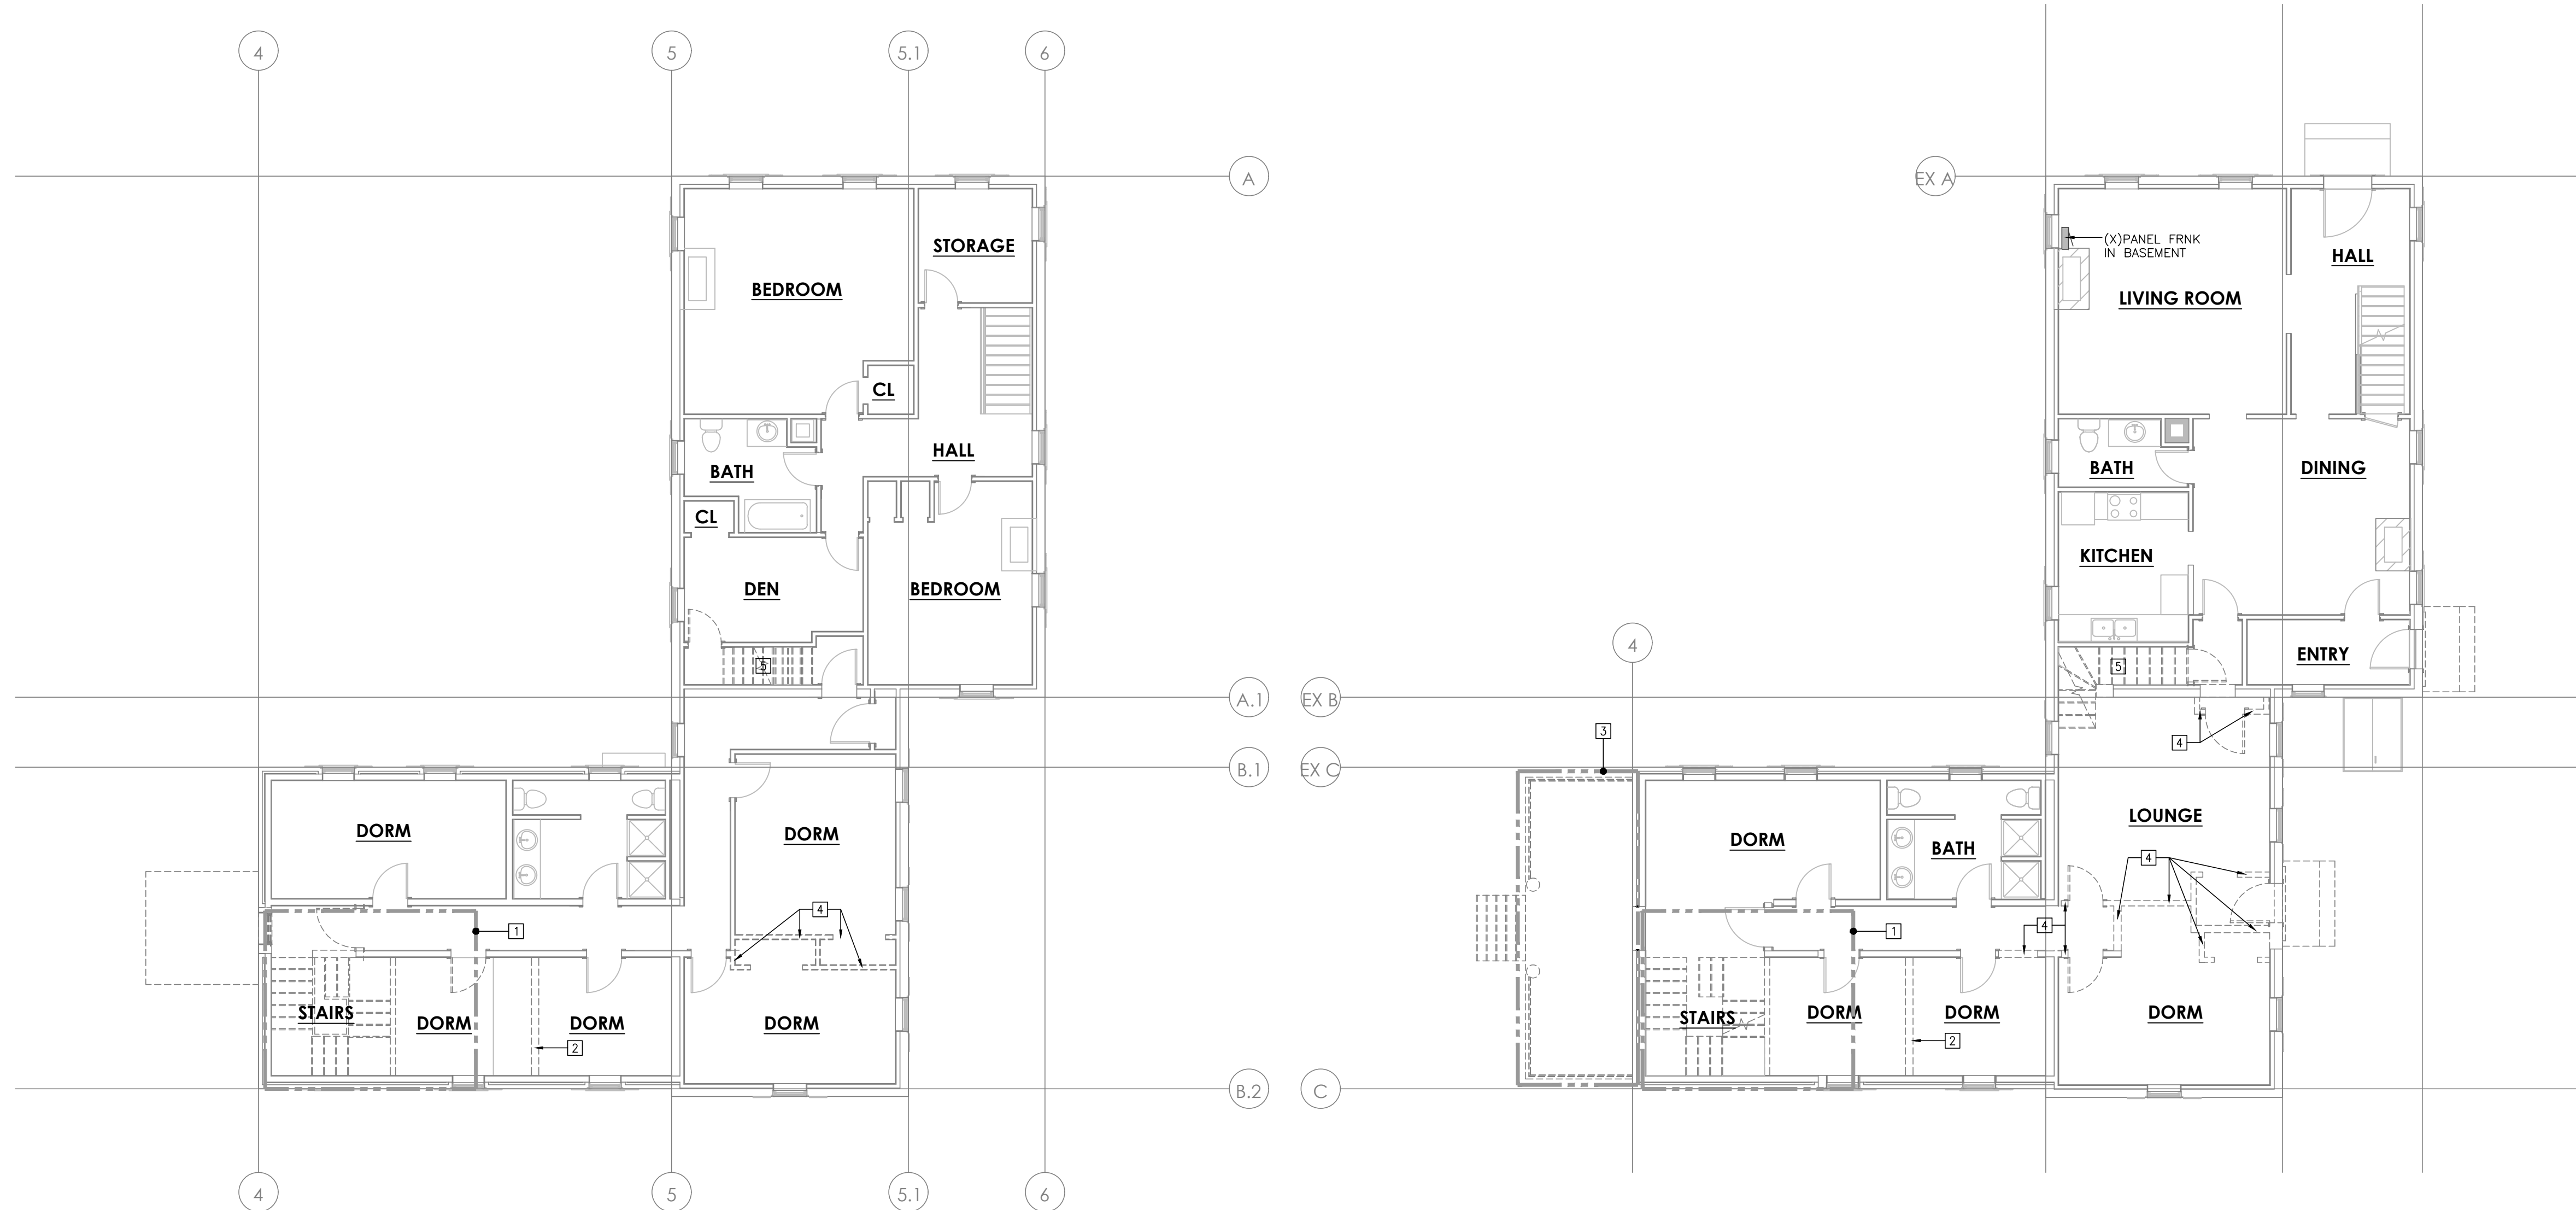 4
5
5.1
6
A
STORAGE
BEDROOM
CL
HALL
BATH
CL
DEN
BEDROOM
5
A.1
B.1
DORM
DORM
4
1
STAIRS
DORM
DORM
DORM
2
B.2
4
5
5.1
6
EX A
(X)PANEL FRNK
IN BASEMENT
HALL
LIVING ROOM
BATH
DINING
KITCHEN
ENTRY
5
4
EX B
3
4
EX C
LOUNGE
DORM
BATH
4
4
1
STAIRS
DORM
DORM
DORM
2
C